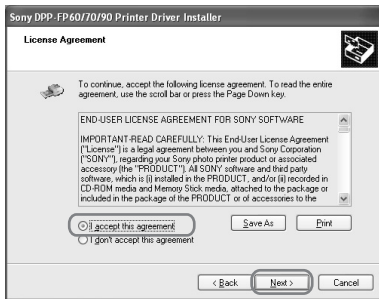 Sony DPP-FP60/70/90 Printer Driver Installer
License Agreement
To continue, accept the following license agreement. To read the entire
agreement, use the scroll bar or press the Page Down key.
END-USER LICENSE AGREEMENT FOR SONY SOFTWARE
IMPORTANT-READ CAREFULLY: This End-User License Agreement
("License") is a legal agreement between you and Sony Corporation
("SONY"), regarding your Sony photo printer product or associated
accessory (the "PRODUCT"). All SONY software and third party
software, which is (i) installed in the PRODUCT, and/or (ii) recorded in
CD-ROM media and Memory Stick media, attached to the package or
included in the package of the PRODUCT or of accessories to the
I accept this agreement
I don't accept this agreement
Save As
Print
< Back
Next >
Cancel